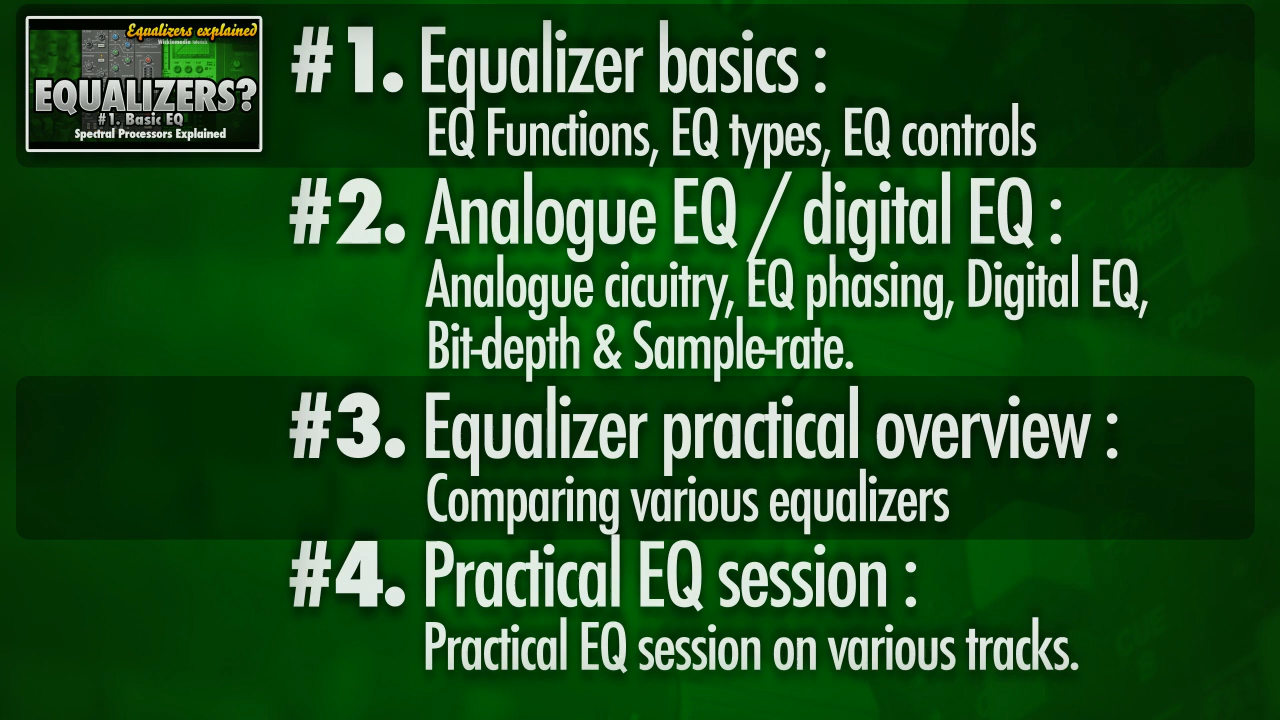 Equalizers explained
EQUALIZERS?
#1. Basic EQ
Spectral Processors Explained
#1. Equalizer basics :
EQ Functions, EQ types, EQ controls
#2. Analogue EQ / digital EQ :
Analogue cicuitry, EQ phasing, Digital EQ,
Bit-depth & Sample-rate.
#3. Equalizer practical overview :
Comparing various equalizers
#4. Practical EQ session :
Practical EQ session on various tracks.